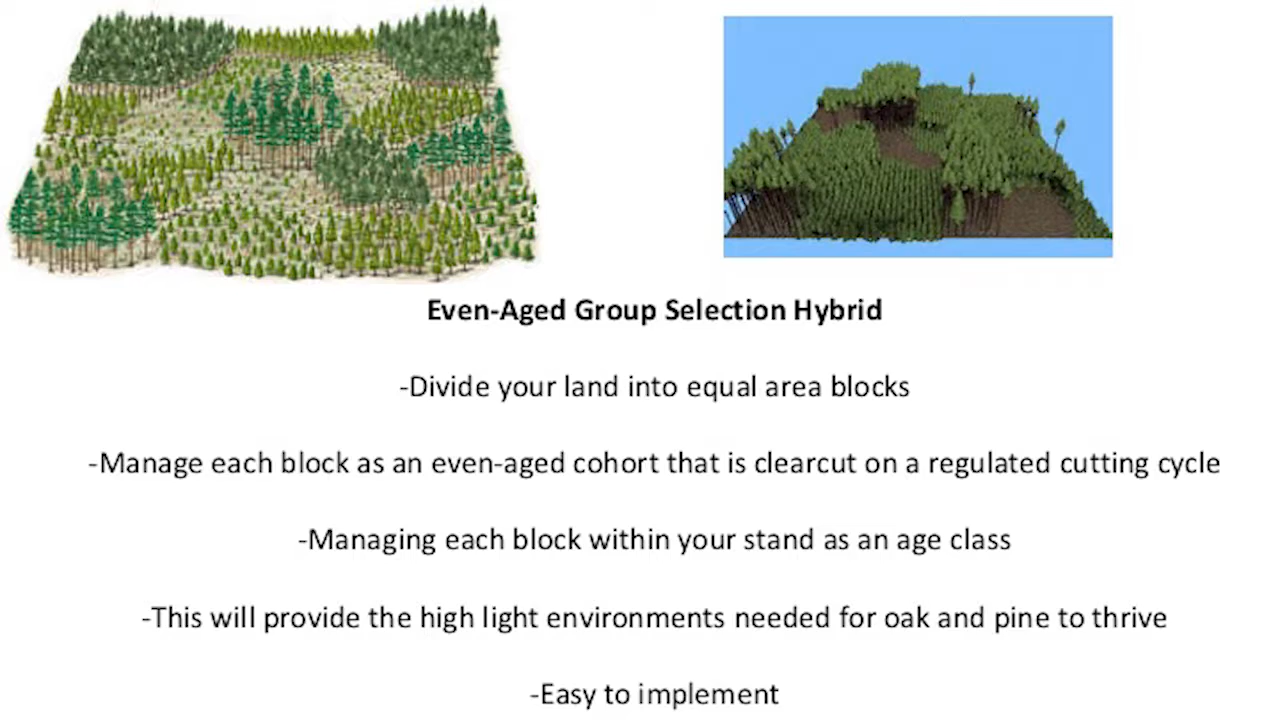 Even-Aged Group Selection Hybrid
-Divide your land into equal area blocks
-Manage each block as an even-aged cohort that is clearcut on a regulated cutting cycle
-Managing each block within your stand as an age class
-This will provide the high light environments needed for oak and pine to thrive
-Easy to implement